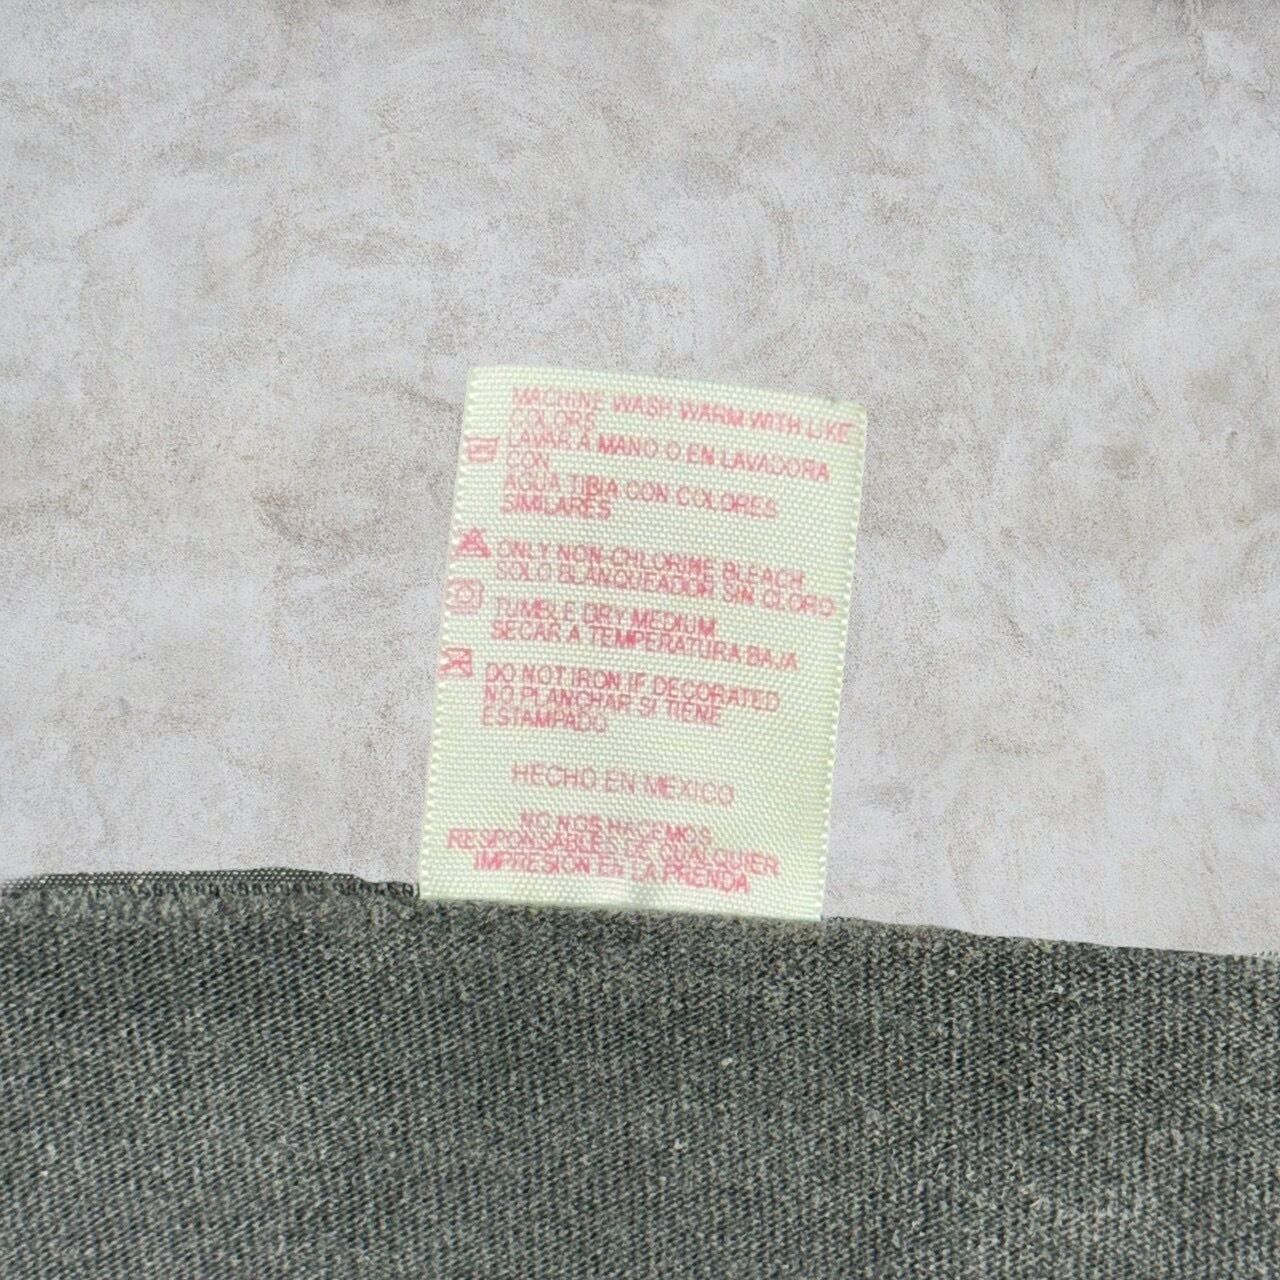 MACHINE WASH WARM WITH LIKE
COLORS
LAVAR A MANO O EN LAVADORA
CON
AGUA TIBIA CON COLORES
SIMILARES
ONLY NON-CHLORINE BLEACH
SOLO BLANQUEADOR SIN CLORO
TUMBLE DRY MEDIUM
SECAR A TEMPERATURA BAJA
DO NOT IRON IF DECORATED
NO PLANCHAR SI TIENE
ESTAMPADO
HECHO EN MEXICO
NO NOS HACEMOS
RESPONSABLES DE CUALQUIER
IMPRESION EN LA PRENDA